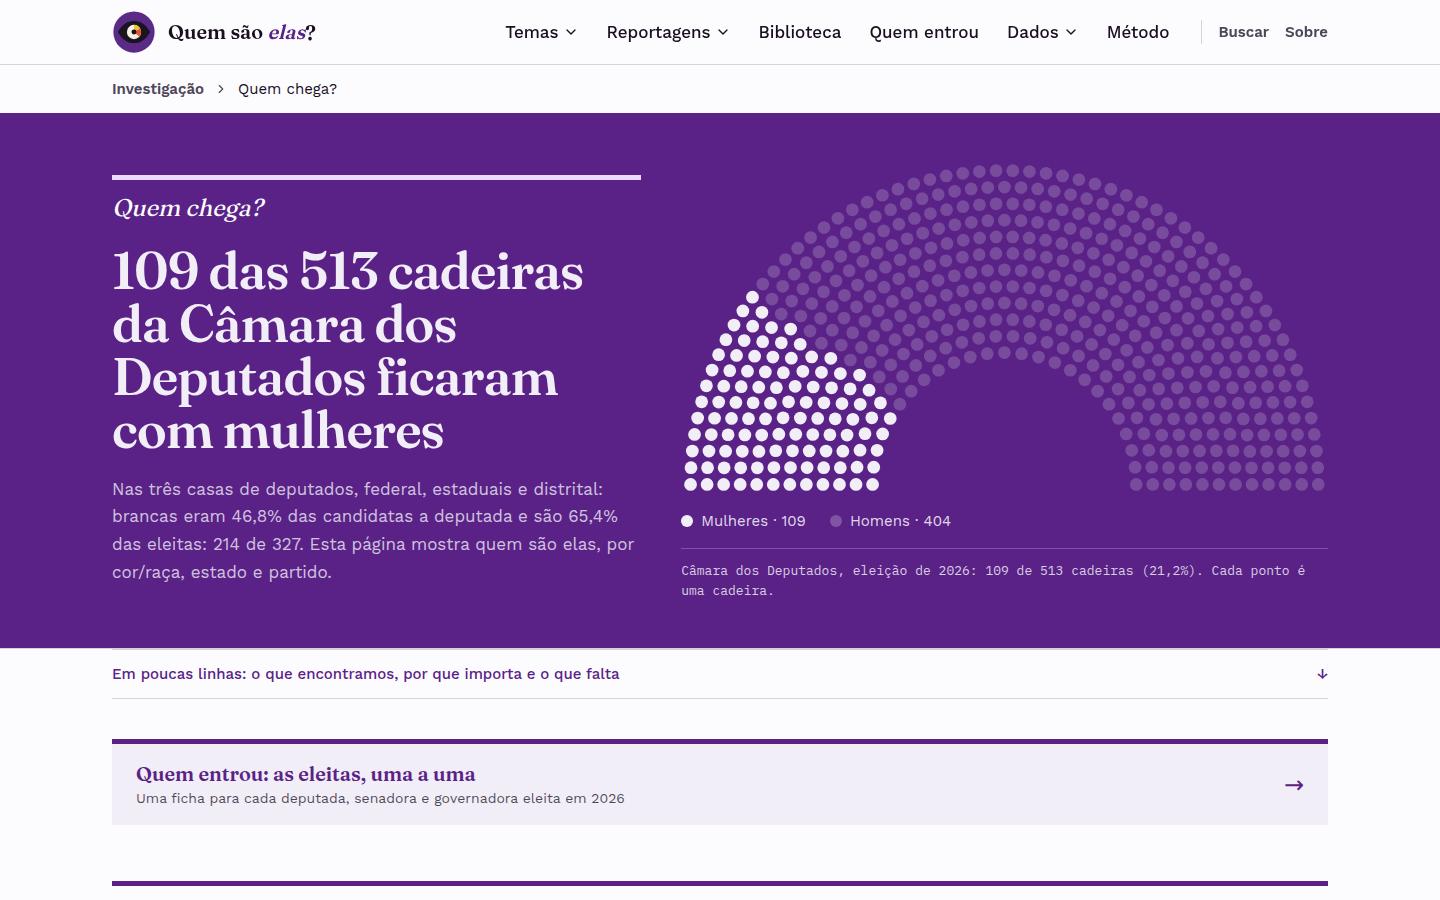 Quem são elas?
Temas
Reportagens
Biblioteca
Quem entrou
Dados
Método
Buscar
Sobre
Investigação
Quem chega?
Quem chega?
109 das 513 cadeiras
da Câmara dos
Deputados ficaram
com mulheres
Nas três casas de deputados, federal, estaduais e distrital:
brancas eram 46,8% das candidatas a deputada e são 65,4%
das eleitas: 214 de 327. Esta página mostra quem são elas, por
cor/raça, estado e partido.
Mulheres · 109
Homens · 404
Câmara dos Deputados, eleição de 2026: 109 de 513 cadeiras (21,2%). Cada ponto é
uma cadeira.
Em poucas linhas: o que encontramos, por que importa e o que falta
Quem entrou: as eleitas, uma a uma
Uma ficha para cada deputada, senadora e governadora eleita em 2026